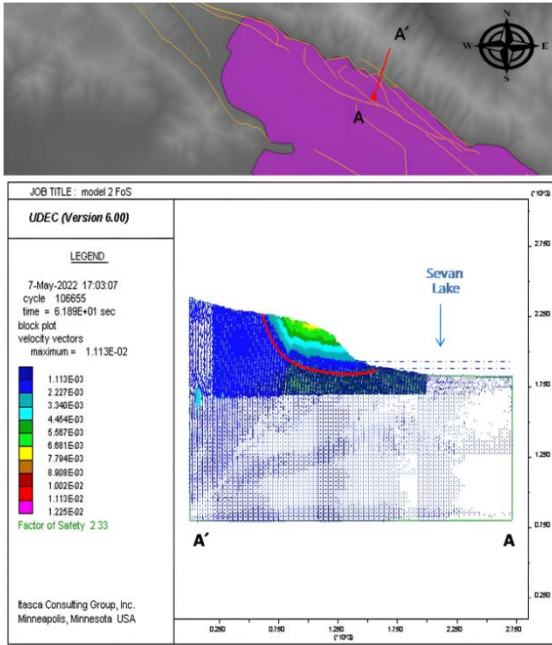 A′
A
N
W
E
S
JOB TITLE : model 2 FoS
(*10^3)
UDEC (Version 6.00)
LEGEND
7-May-2022 17:03:07
cycle 106655
time = 6.189E+01 sec
block plot
velocity vectors
maximum = 1.113E-02
1.113E-03
2.227E-03
3.340E-03
4.454E-03
5.567E-03
6.681E-03
7.794E-03
8.908E-03
1.002E-02
1.113E-02
1.225E-02
Factor of Safety 2.33
Itasca Consulting Group, Inc.
Minneapolis, Minnesota USA
Sevan
Lake
A′
A
2.750
2.250
1.750
1.250
0.750
0.250
0.250
0.750
1.250
1.750
2.250
2.750
(*10^3)